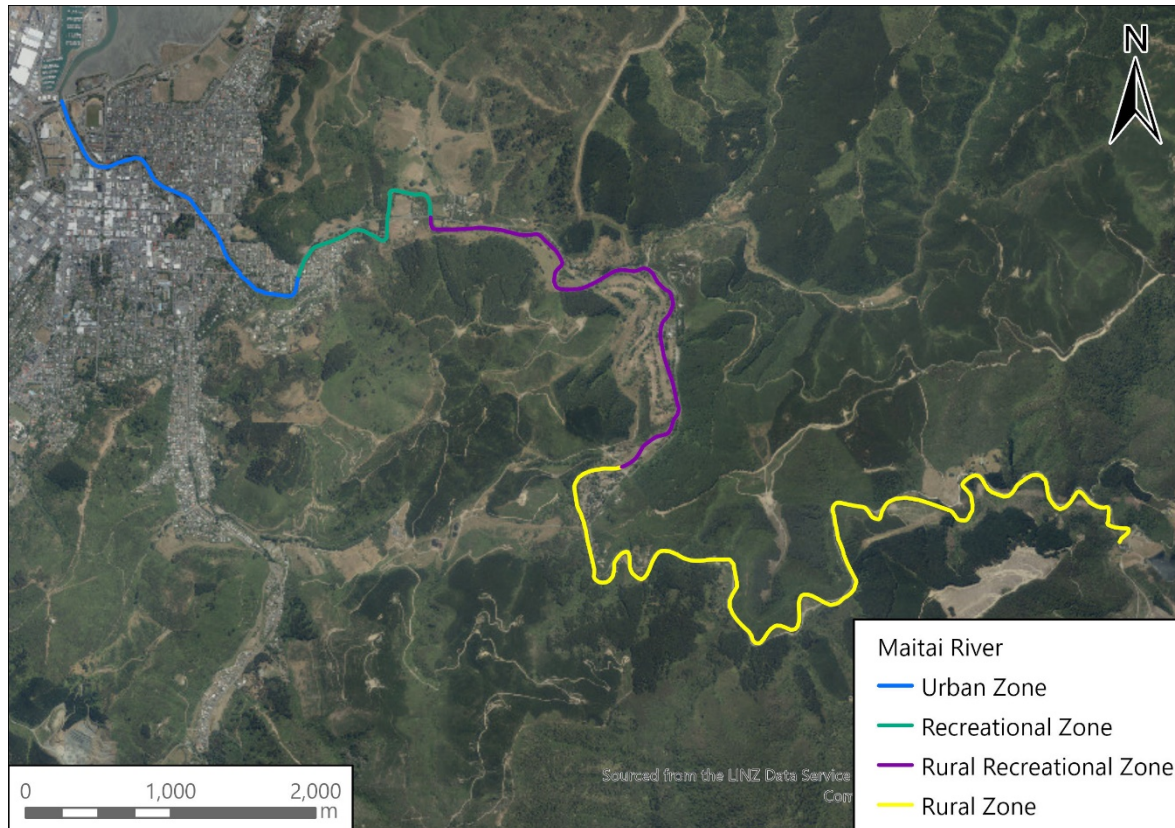 N
Maitai River
Urban Zone
Recreational Zone
Rural Recreational Zone
Rural Zone
0 1,000 2,000
m
Sourced from the LINZ Data Service